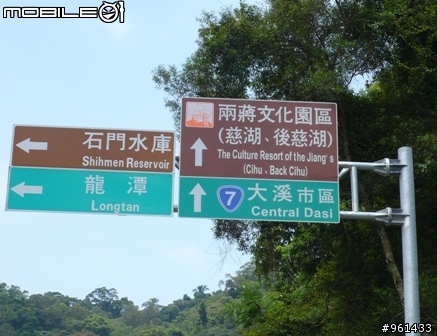 mobile01
石門水庫
Shihmen Reservoir
龍潭
Longtan
兩蔣文化園區
(慈湖、後慈湖)
The Culture Resort of the Jiang's
(Cihu、Back Cihu)
7 大溪市區
Central Dasi
#961433